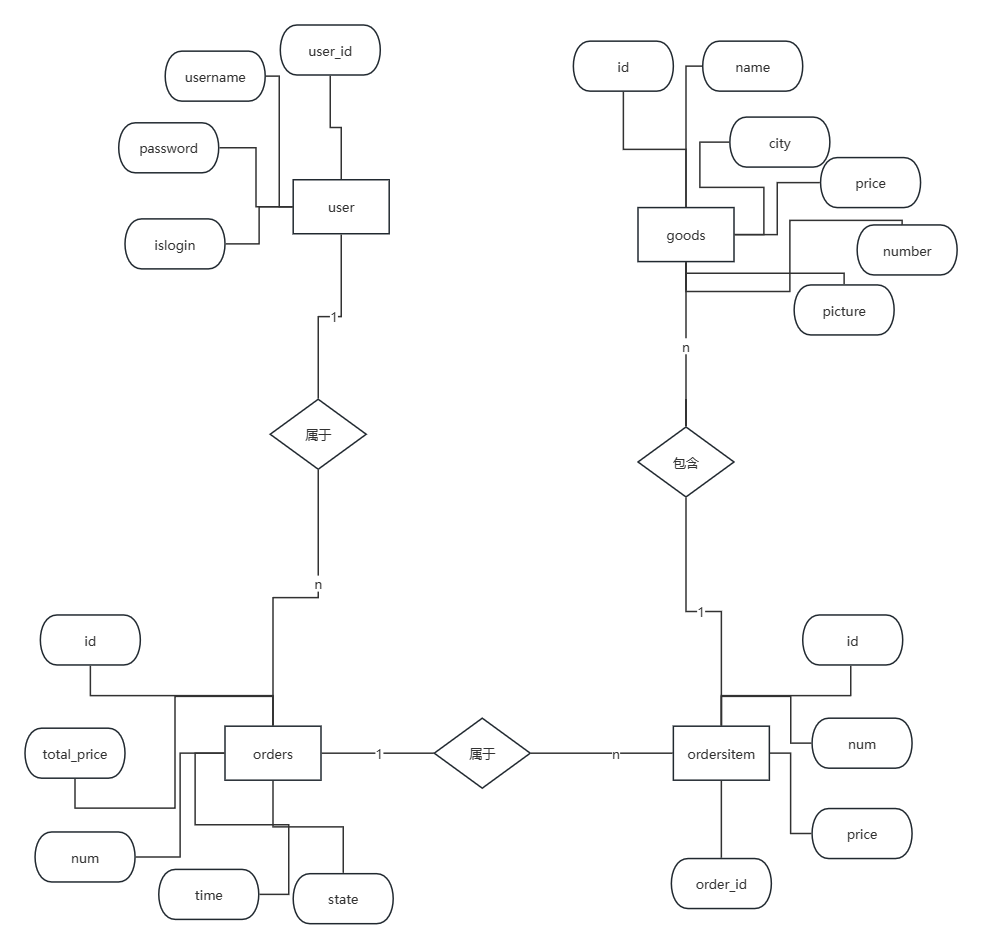 user_id
username
password
islogin
user
1
属于
n
id
name
city
price
number
picture
goods
n
包含
1
id
total_price
num
time
state
orders
1
属于
n
ordersitem
id
num
price
order_id